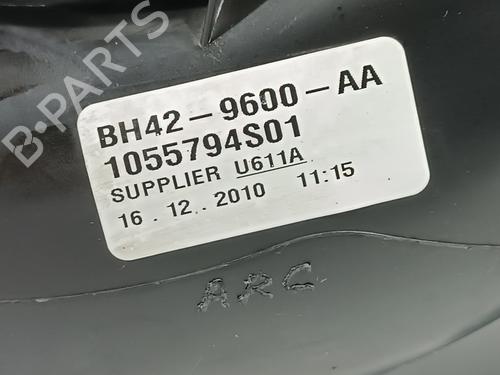 B-PARTS
BH42-9600-AA
1055794S01
SUPPLIER U611A
16.12.2010 11:15
ARC